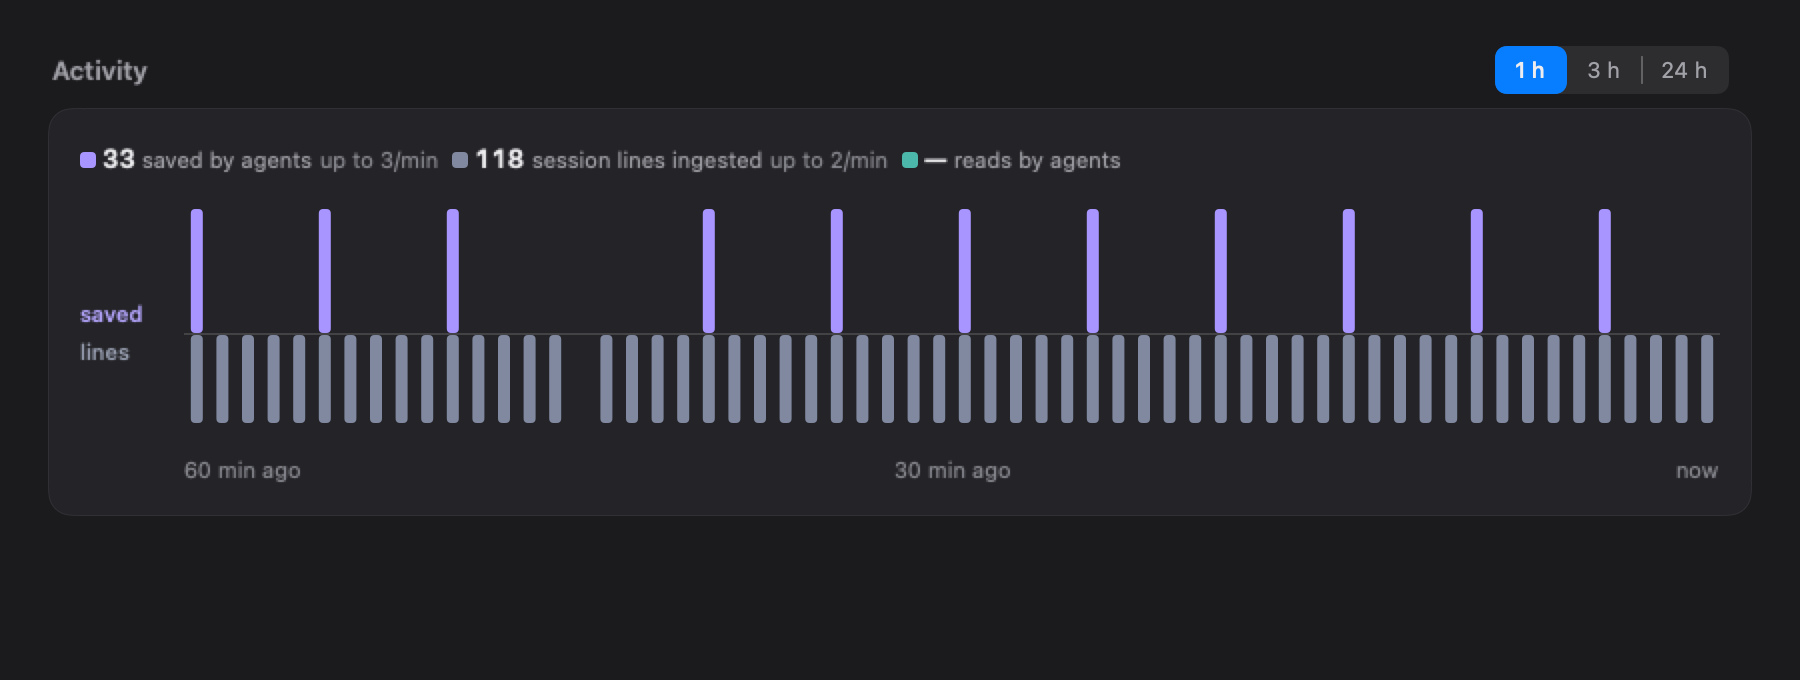 Activity
1 h 3 h 24 h
33 saved by agents up to 3/min 118 session lines ingested up to 2/min — reads by agents
saved
lines
60 min ago 30 min ago now